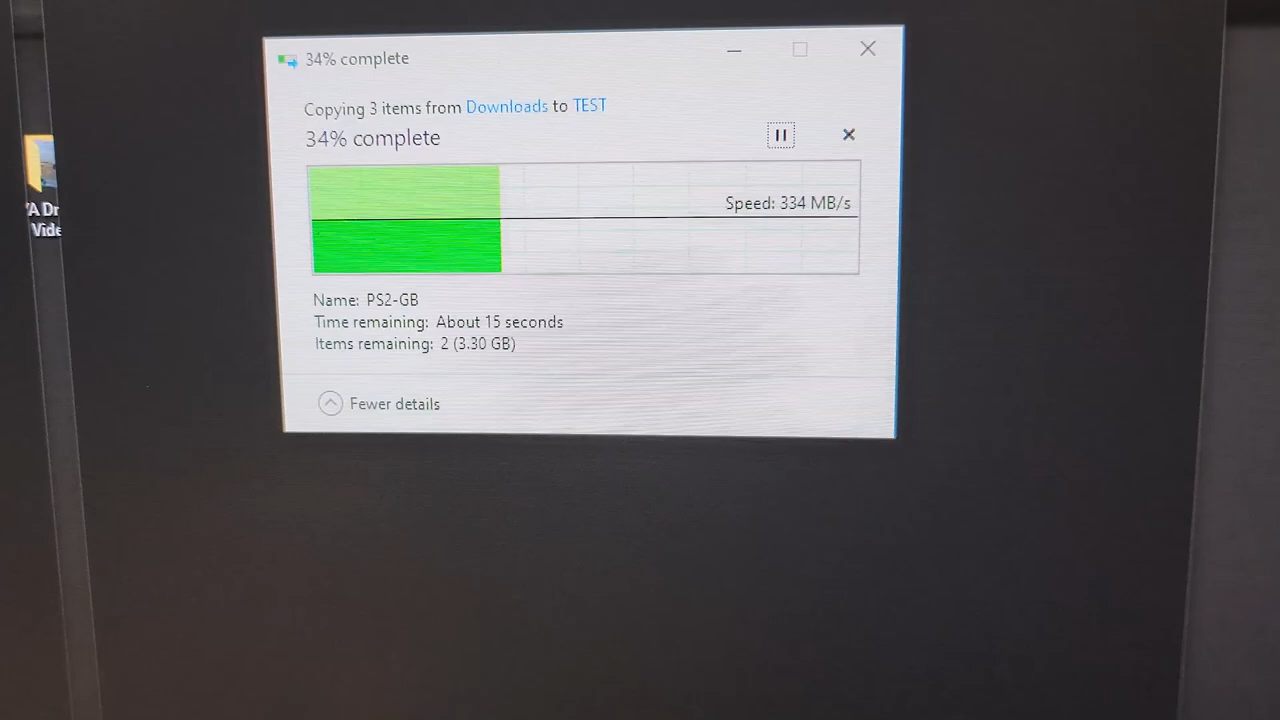 34% complete
Copying 3 items from Downloads to TEST
34% complete
Speed: 334 MB/s
Name: PS2-GB
Time remaining: About 15 seconds
Items remaining: 2 (3.30 GB)
Fewer details